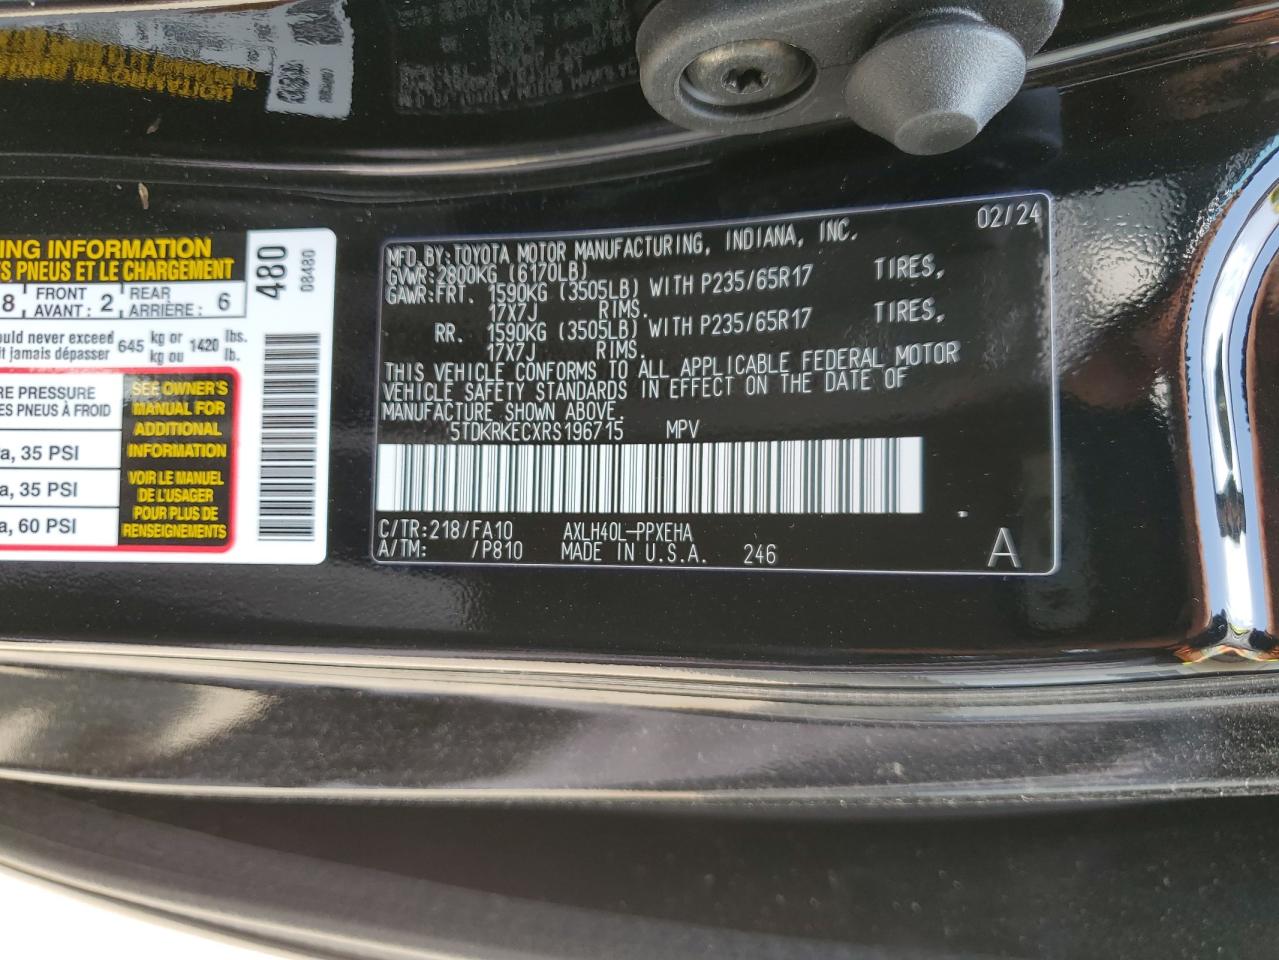 ING INFORMATION
ES PNEUS ET LE CHARGEMENT
8 FRONT AVANT : 2 REAR ARRIÈRE : 6
ould never exceed 645 kg or 1420 lbs.
it jamais dépasser kg ou lb.
RE PRESSURE
ES PNEUS À FROID
a, 35 PSI
a, 35 PSI
a, 60 PSI
SEE OWNER'S
MANUAL FOR
ADDITIONAL
INFORMATION
VOIR LE MANUEL
DE L'USAGER
POUR PLUS DE
RENSEIGNEMENTS
480
08480
02/24
MFD. BY: TOYOTA MOTOR MANUFACTURING, INDIANA, INC.
GVWR: 2800KG (6170LB)
GAWR: FRT. 1590KG (3505LB) WITH P235/65R17 TIRES,
17X7J RIMS.
RR. 1590KG (3505LB) WITH P235/65R17 TIRES,
17X7J RIMS.
THIS VEHICLE CONFORMS TO ALL APPLICABLE FEDERAL MOTOR
VEHICLE SAFETY STANDARDS IN EFFECT ON THE DATE OF
MANUFACTURE SHOWN ABOVE.
5TDKRKECXRS196715 MPV
C/TR: 218/FA10 AXLH40L-PPXEHA
A/TM: /P810 MADE IN U.S.A. 246
A